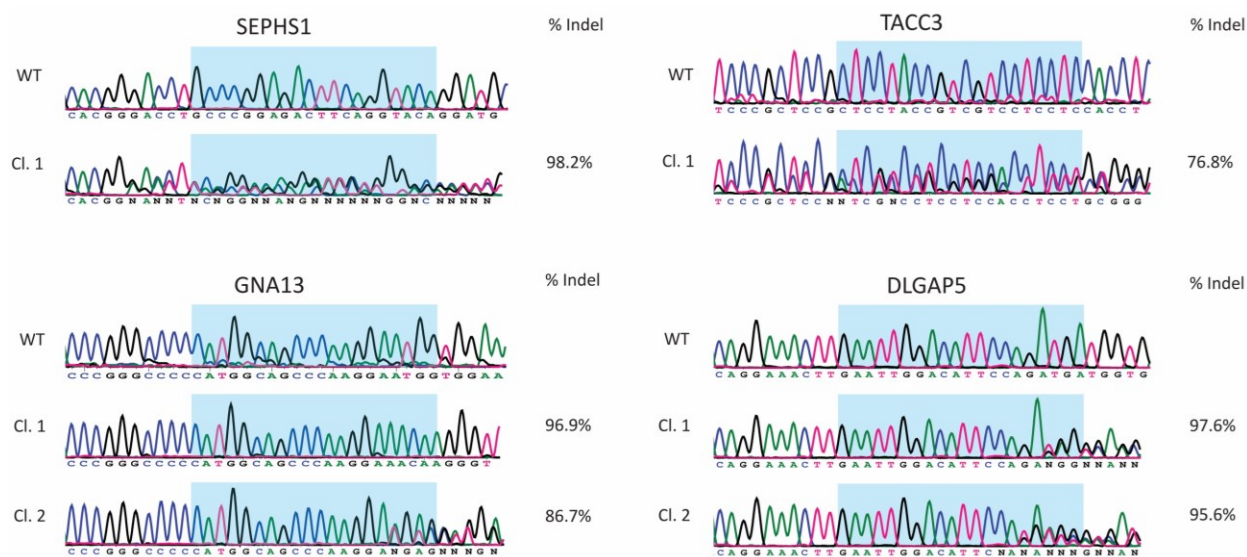 SEPHS1
% Indel
WT
CACGGGACCTGCCCGGAGACTTCAGGTACAGGATG
Cl. 1
98.2%
CACGGNANNTNCNGGNNANGNNNNNNGGNCNNNNN
TACC3
% Indel
WT
TCCCGCTCCGCTCCTACCGTCGTCCTCCTCCACCT
Cl. 1
76.8%
TCCCGCTCCNNTCGNCCTCCTCCACCTCCTGCGGG
GNA13
% Indel
WT
CCCGGGCCCCCATGGCAGCCCAAGGAATGGTGGAA
Cl. 1
96.9%
CCCGGGCCCCCATGGCAGCCCAAGGAAACAAGGGT
Cl. 2
86.7%
CCCGGGCCCCCATGGCAGCCCAAGGANGAGNNNGN
DLGAP5
% Indel
WT
CAGGAAACTTGAATTGGACATTCCAGATGATGGTG
Cl. 1
97.6%
CAGGAAACTTGAATTGGACATTCCAGANGGNNANN
Cl. 2
95.6%
CAGGAAACTTGAATTGGACATTCNANANNNGNNAN